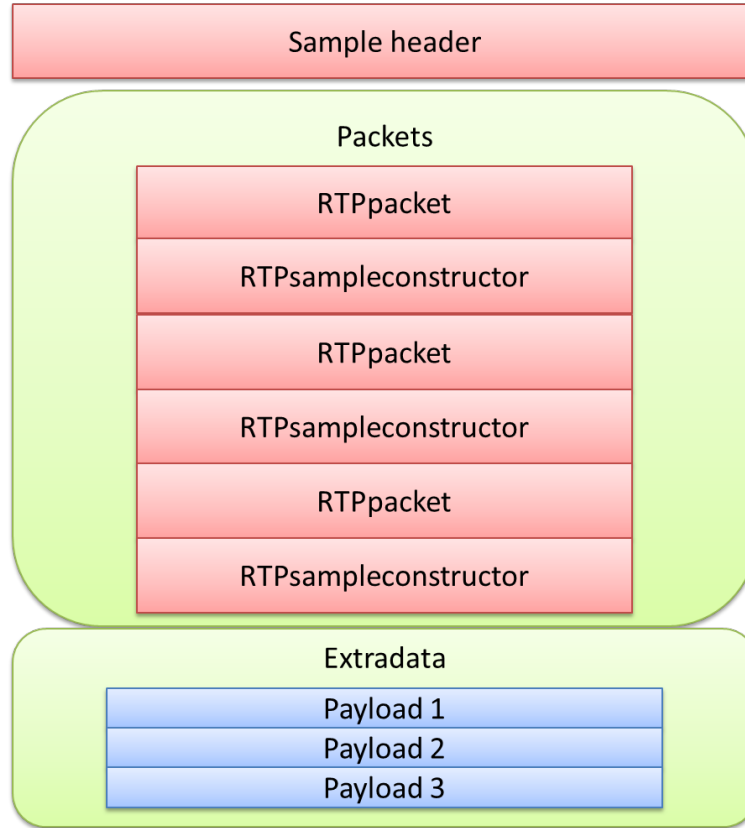 Sample header
Packets
RTPpacket
RTPsampleconstructor
RTPpacket
RTPsampleconstructor
RTPpacket
RTPsampleconstructor
Extradata
Payload 1
Payload 2
Payload 3